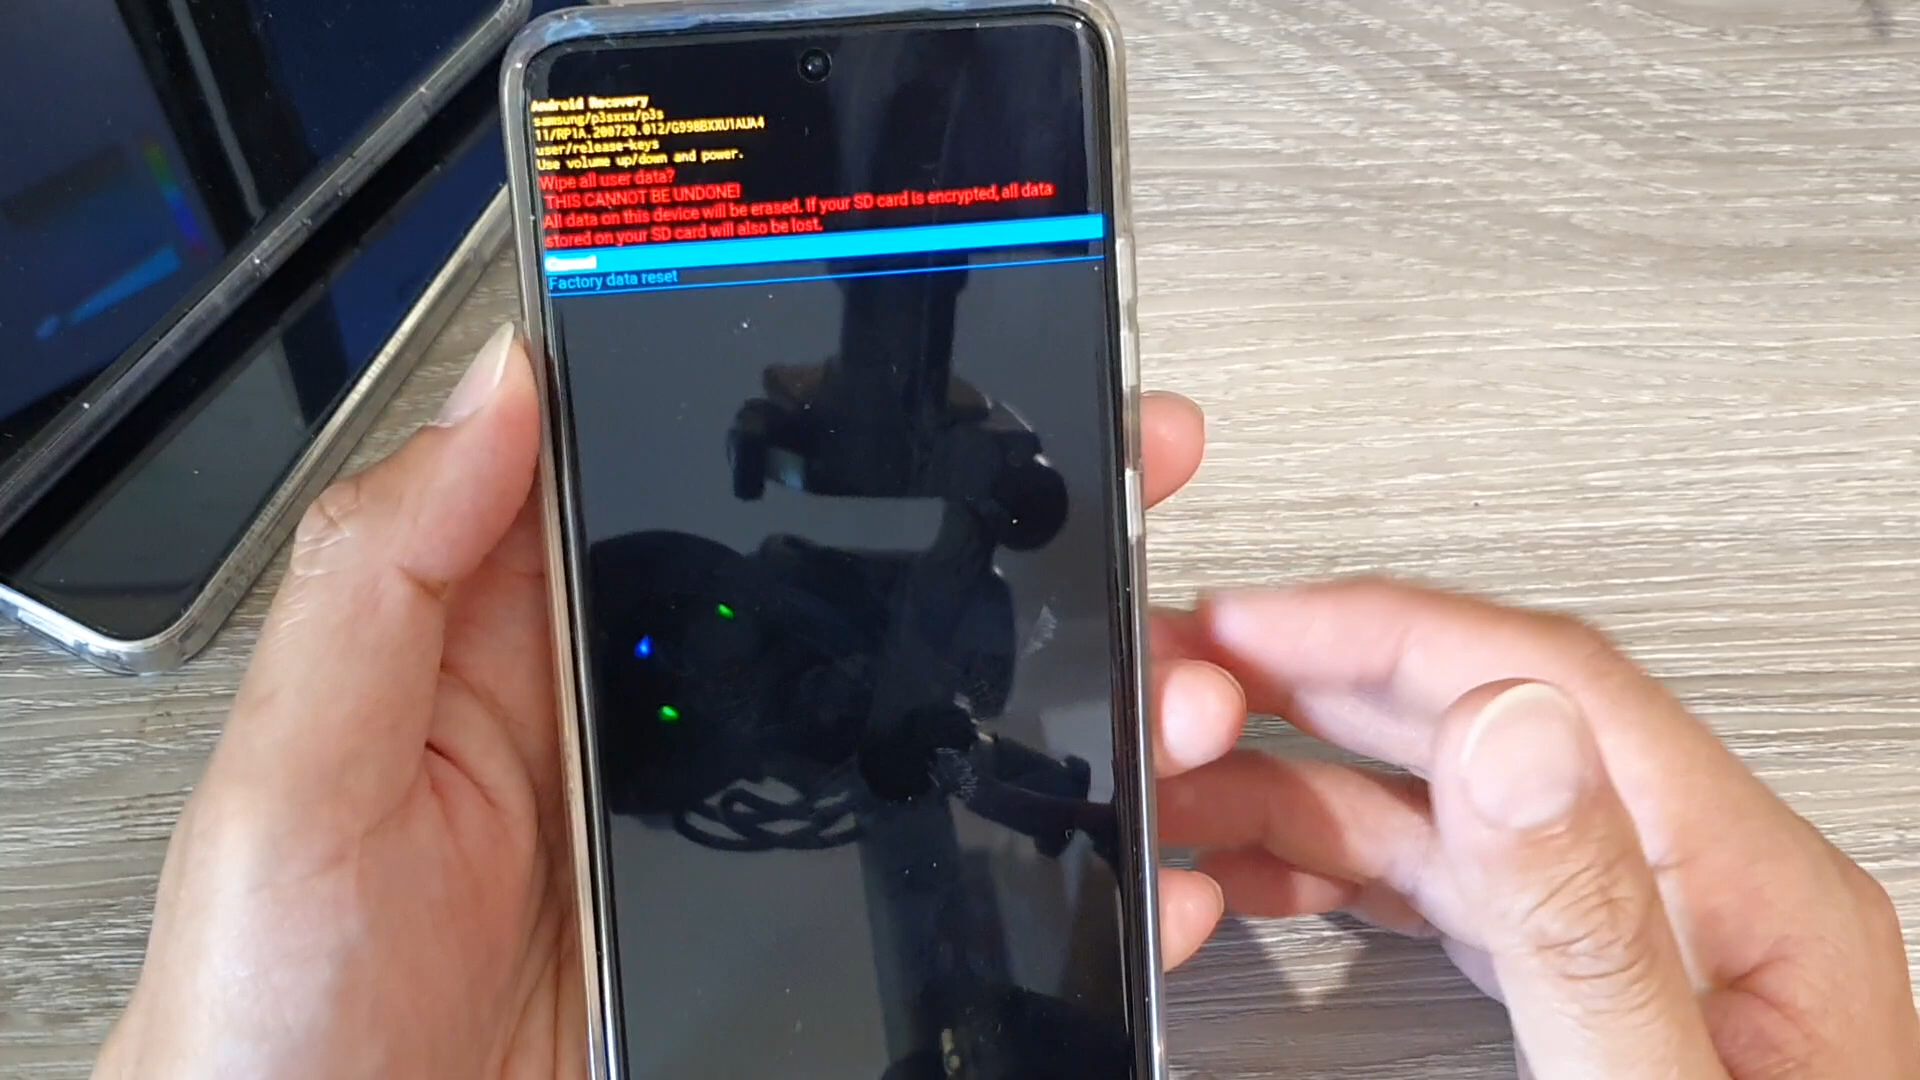 Android Recovery
samsung/p3sxxx/p3s
11/RP1A.200720.012/G998BXXU1AUA4
user/release-keys
Use volume up/down and power.
Wipe all user data?
THIS CANNOT BE UNDONE!
All data on this device will be erased. If your SD card is encrypted, all data
stored on your SD card will also be lost.
Cancel
Factory data reset